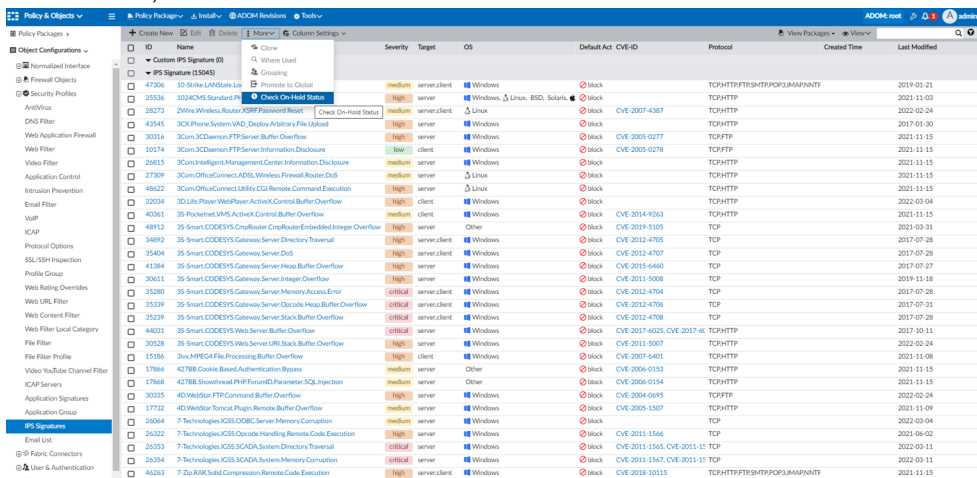 Policy & Objects
Policy Package
Install
ADOM Revisions
Tools
ADOM: root
1
A
admin
Policy Packages
Create New
Edit
Delete
More
Column Settings
View Packages
View
Object Configurations
Normalized Interface
Firewall Objects
Security Profiles
AntiVirus
DNS Filter
Web Application Firewall
Web Filter
Video Filter
Application Control
Intrusion Prevention
Email Filter
VoIP
ICAP
Protocol Options
SSL/SSH Inspection
Profile Group
Web Rating Overrides
Web URL Filter
Web Content Filter
Web Filter Local Category
File Filter
File Filter Profile
Video YouTube Channel Filter
ICAP Servers
Application Signatures
Application Group
IPS Signatures
Email List
Fabric Connectors
User & Authentication
Clone
Where Used
Grouping
Promote to Global
Check On-Hold Status
Check On-Hold Status
ID Name Severity Target OS Default Act CVE-ID Protocol Created Time Last Modified
Custom IPS Signature (0)
IPS Signature (15045)
47306 10-Strike.LANState.Lo medium server,client Windows block TCP,HTTP,FTP,SMTP,POP3,IMAP,NNTF 2019-01-21
25536 1024CMS.Standard.PH high server Windows, Linux, BSD, Solaris, block TCP,HTTP 2021-11-03
28273 2Wire.Wireless.Router.XSRF.Password.Reset medium server,client Linux block CVE-2007-4387 TCP,HTTP 2022-02-24
43545 3CX.Phone.System.VAD_Deploy.Arbitrary.File.Upload high server Windows block TCP,HTTP 2017-01-30
30316 3Com.3CDaemon.FTP.Server.Buffer.Overflow high server Windows block CVE-2005-0277 TCP,FTP 2021-11-15
10174 3Com.3CDaemon.FTP.Server.Information.Disclosure low client Windows block CVE-2005-0278 TCP,FTP 2021-11-15
26815 3Com.Intelligent.Management.Center.Information.Disclosure medium server Windows block TCP,HTTP 2021-11-15
27309 3Com.OfficeConnect.ADSL.Wireless.Firewall.Router.DoS medium server Linux block TCP,HTTP 2021-11-15
48622 3Com.OfficeConnect.Utility.CGI.Remote.Command.Execution high server Linux block TCP,HTTP 2021-11-15
32034 3D.Life.Player.WebPlayer.ActiveX.Control.Buffer.Overflow high client Windows block TCP,HTTP 2022-03-04
40361 3S-Pocketnet.VMS.ActiveX.Control.Buffer.Overflow medium client Windows block CVE-2014-9263 TCP,HTTP 2021-11-15
48912 3S-Smart.CODESYS.CmpRouter.CmpRouterEmbedded.Integer.Overflow high server Other block CVE-2019-5105 TCP 2021-03-31
34892 3S-Smart.CODESYS.Gateway.Server.Directory.Traversal high server,client Windows block CVE-2012-4705 TCP 2017-07-28
35404 3S-Smart.CODESYS.Gateway.Server.DoS high server,client Windows block CVE-2012-4707 TCP 2017-07-28
41384 3S-Smart.CODESYS.Gateway.Server.Heap.Buffer.Overflow high server Windows block CVE-2015-6460 TCP 2017-07-27
30611 3S-Smart.CODESYS.Gateway.Server.Integer.Overflow high server Windows block CVE-2011-5008 TCP 2019-11-18
35280 3S-Smart.CODESYS.Gateway.Server.Memory.Access.Error critical server,client Windows block CVE-2012-4704 TCP 2017-07-28
35339 3S-Smart.CODESYS.Gateway.Server.Opcode.Heap.Buffer.Overflow critical server,client Windows block CVE-2012-4706 TCP 2017-07-31
35239 3S-Smart.CODESYS.Gateway.Server.Stack.Buffer.Overflow critical server,client Windows block CVE-2012-4708 TCP 2017-07-28
44031 3S-Smart.CODESYS.Web.Server.Buffer.Overflow critical server Windows block CVE-2017-6025, CVE-2017-6C TCP,HTTP 2017-10-11
30528 3S-Smart.CODESYS.Web.Server.URI.Stack.Buffer.Overflow high server Windows block CVE-2011-5007 TCP,HTTP 2022-02-24
15186 3ivx.MPEG4.File.Processing.Buffer.Overflow high client Windows block CVE-2007-6401 TCP,HTTP 2021-11-08
17866 427BB.Cookie.Based.Authentication.Bypass medium server Other block CVE-2006-0153 TCP,HTTP 2021-11-15
17868 427BB.Showthread.PHP.ForumID.Parameter.SQL.Injection medium server Other block CVE-2006-0154 TCP,HTTP 2021-11-15
30335 4D.WebStar.FTP.Command.Buffer.Overflow high server Windows block CVE-2004-0695 TCP,FTP 2022-02-24
17732 4D.WebStar.Tomcat.Plugin.Remote.Buffer.Overflow medium server Windows block CVE-2005-1507 TCP,HTTP 2021-11-09
26064 7-Technologies.IGSS.ODBC.Server.Memory.Corruption medium server Windows block TCP 2022-03-04
26322 7-Technologies.IGSS.Opcode.Handling.Remote.Code.Execution high server Windows block CVE-2011-1566 TCP 2021-06-02
26353 7-Technologies.IGSS.SCADA.System.Directory.Traversal critical server Windows block CVE-2011-1565, CVE-2011-15 TCP 2022-03-11
26354 7-Technologies.IGSS.SCADA.System.Memory.Corruption critical server Windows block CVE-2011-1567, CVE-2011-15 TCP 2022-03-11
46263 7-Zip.RAR.Solid.Compression.Remote.Code.Execution high server,client Windows block CVE-2018-10115 TCP,HTTP,FTP,SMTP,POP3,IMAP,NNTF 2021-11-15